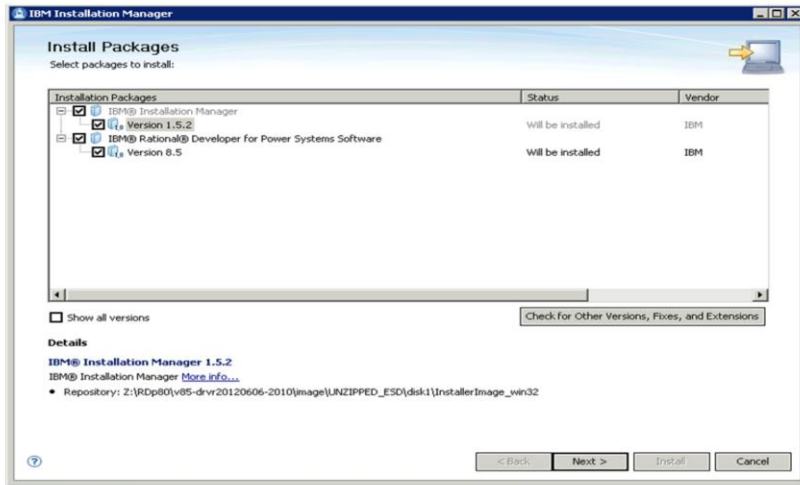 IBM Installation Manager
Install Packages
Select packages to install:
Installation Packages Status Vendor
IBM® Installation Manager
Version 1.5.2 Will be installed IBM
IBM® Rational® Developer for Power Systems Software
Version 8.5 Will be installed IBM
Show all versions Check for Other Versions, Fixes, and Extensions
Details
IBM® Installation Manager 1.5.2
IBM® Installation Manager More info...
• Repository: Z:\RDp80\v85-drvr20120606-2010\image\UNZIPPED_ESD\disk1\InstallerImage_win32
? < Back Next > Install Cancel